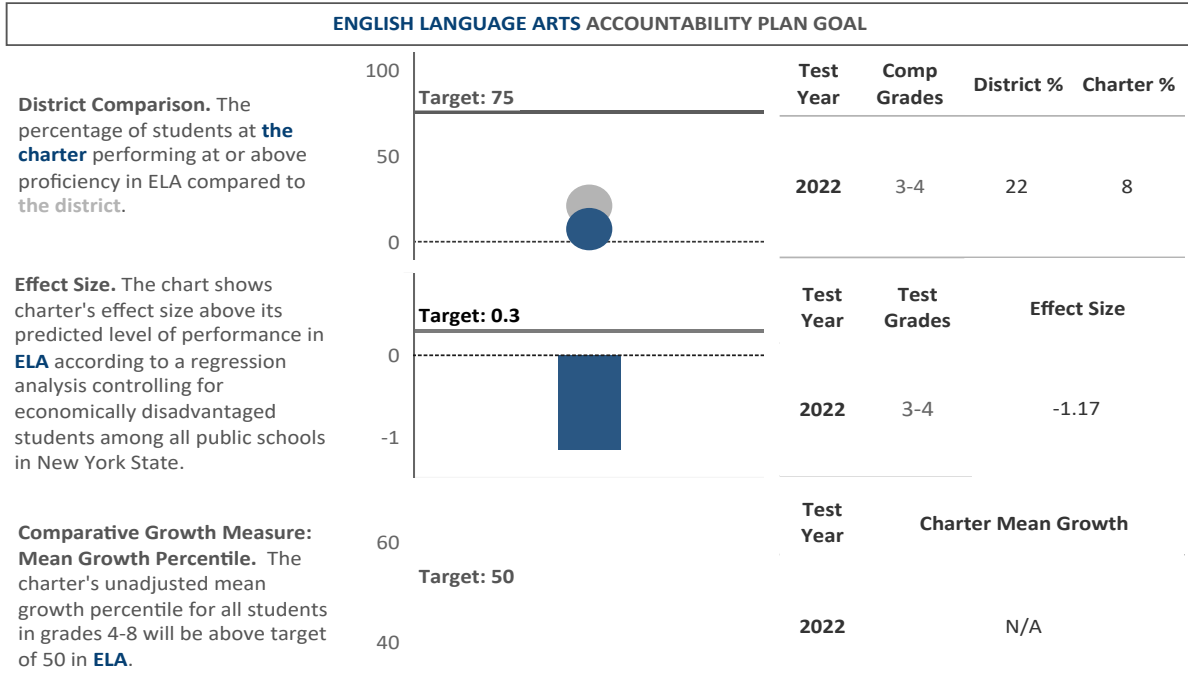 ENGLISH LANGUAGE ARTS ACCOUNTABILITY PLAN GOAL
District Comparison. The
percentage of students at the
charter performing at or above
proficiency in ELA compared to
the district.
100
Target: 75
50
0
Test Year Comp Grades District % Charter %
2022 3-4 22 8
Effect Size. The chart shows
charter's effect size above its
predicted level of performance in
ELA according to a regression
analysis controlling for
economically disadvantaged
students among all public schools
in New York State.
Target: 0.3
0
-1
Test Year Test Grades Effect Size
2022 3-4 -1.17
Comparative Growth Measure:
Mean Growth Percentile. The
charter's unadjusted mean
growth percentile for all students
in grades 4-8 will be above target
of 50 in ELA.
60
Target: 50
40
Test Year Charter Mean Growth
2022 N/A